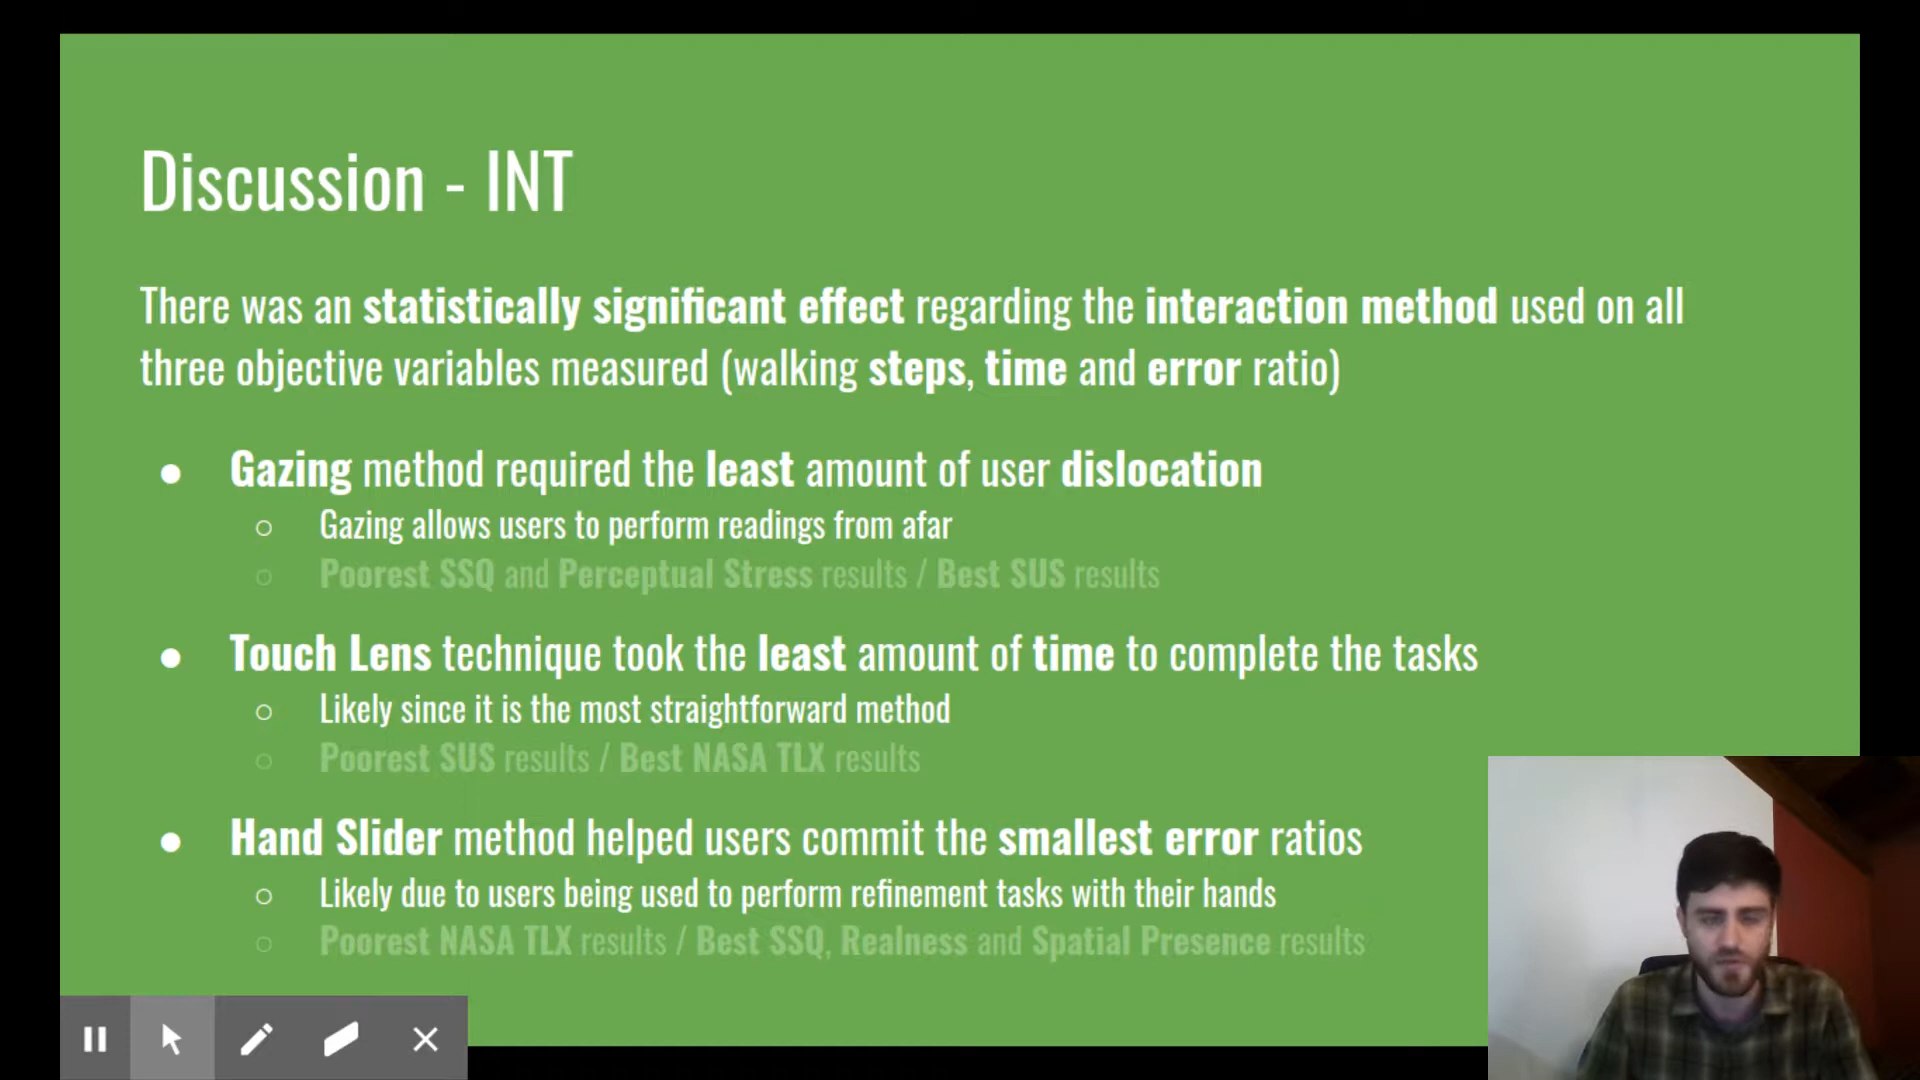 Discussion - INT
There was an statistically significant effect regarding the interaction method used on all
three objective variables measured (walking steps, time and error ratio)
● Gazing method required the least amount of user dislocation
○ Gazing allows users to perform readings from afar
○ Poorest SSQ and Perceptual Stress results / Best SUS results
● Touch Lens technique took the least amount of time to complete the tasks
○ Likely since it is the most straightforward method
○ Poorest SUS results / Best NASA TLX results
● Hand Slider method helped users commit the smallest error ratios
○ Likely due to users being used to perform refinement tasks with their hands
○ Poorest NASA TLX results / Best SSQ, Realness and Spatial Presence results